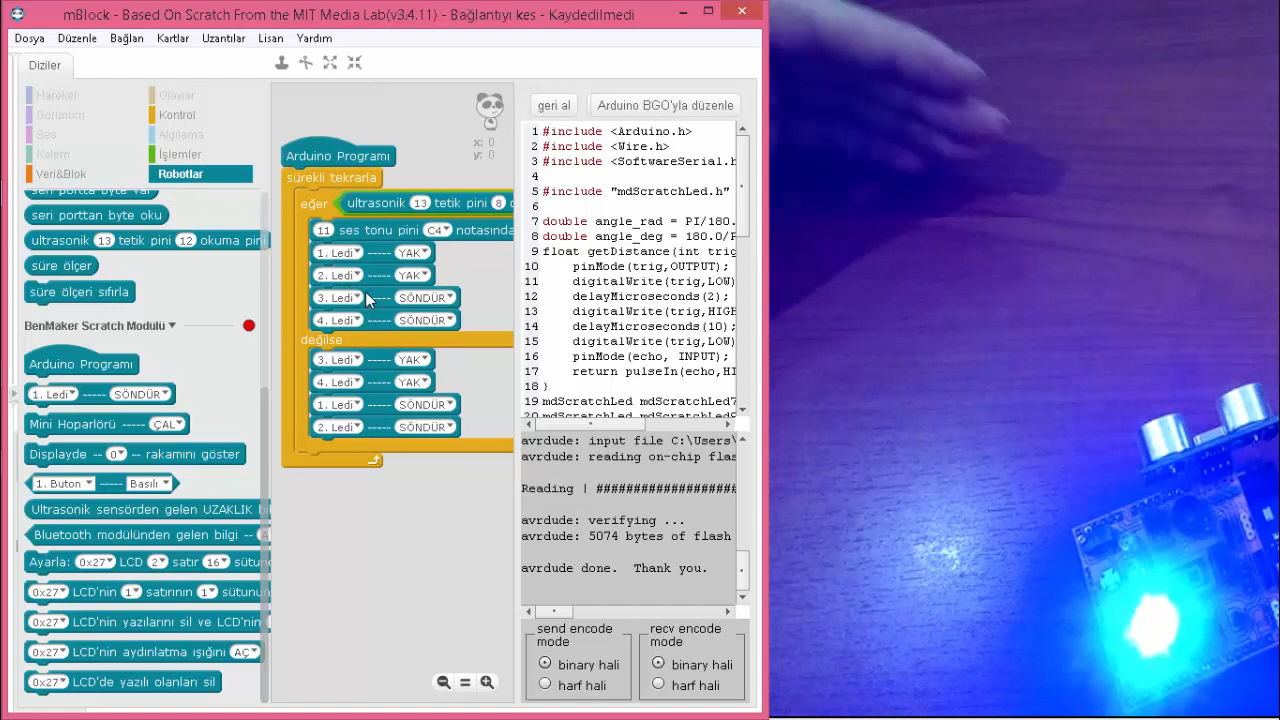 mBlock - Based On Scratch From the MIT Media Lab(v3.4.11) - Bağlantıyı kes - Kaydedilmedi
Dosya Düzenle Bağlan Kartlar Uzantılar Lisan Yardım
Diziler
Hareket
Olaylar
Görünüm
Kontrol
Ses
Algılama
Kalem
İşlemler
Veri&Blok
Robotlar
seri portta byte var
seri porttan byte oku
ultrasonik 13 tetik pini 12 okuma pini
süre ölçer
süre ölçeri sıfırla
BenMaker Scratch Modülü
Arduino Programı
1. Ledi ----- SÖNDÜR
Mini Hoparlörü ----- ÇAL
Displayde -- 0 -- rakamını göster
1. Buton ----- Basılı
Ultrasonik sensörden gelen UZAKLIK
Bluetooth modülünden gelen bilgi --
Ayarla: 0x27 LCD 2 satır 16
0x27 LCD'nin 1 satırının 1
0x27 LCD'nin yazılarını sil ve
0x27 LCD'nin aydınlatma ışığını AÇ
0x27 LCD'de yazılı olanları sil
x: 0
y: 0
Arduino Programı
sürekli tekrarla
eğer ultrasonik 13 tetik pini 8
11 ses tonu pini C4 notasında
1. Ledi ----- YAK
2. Ledi ----- YAK
3. Ledi ----- SÖNDÜR
4. Ledi ----- SÖNDÜR
değilse
3. Ledi ----- YAK
4. Ledi ----- YAK
1. Ledi ----- SÖNDÜR
2. Ledi ----- SÖNDÜR
geri al
Arduino BGO'yla düzenle
1 #include <Arduino.h>
2 #include <Wire.h>
3 #include <SoftwareSerial.h
4
5 #include "mdScratchLed.h"
6
7 double angle_rad = PI/180.
8 double angle_deg = 180.0/P
9 float getDistance(int trig
10 pinMode(trig,OUTPUT);
11 digitalWrite(trig,LOW)
12 delayMicroseconds(2);
13 digitalWrite(trig,HIGH
14 delayMicroseconds(10);
15 digitalWrite(trig,LOW)
16 pinMode(echo, INPUT);
17 return pulseIn(echo,HI
18 }
19 mdScratchLed mdScratchLed7
20 mdScratchLed
avrdude: input file C:\Users\
avrdude: reading on-chip flas
Reading | ####################
avrdude: verifying ...
avrdude: 5074 bytes of flash
avrdude done. Thank you.
send encode mode
binary hali
harf hali
recv encode mode
binary hali
harf hali